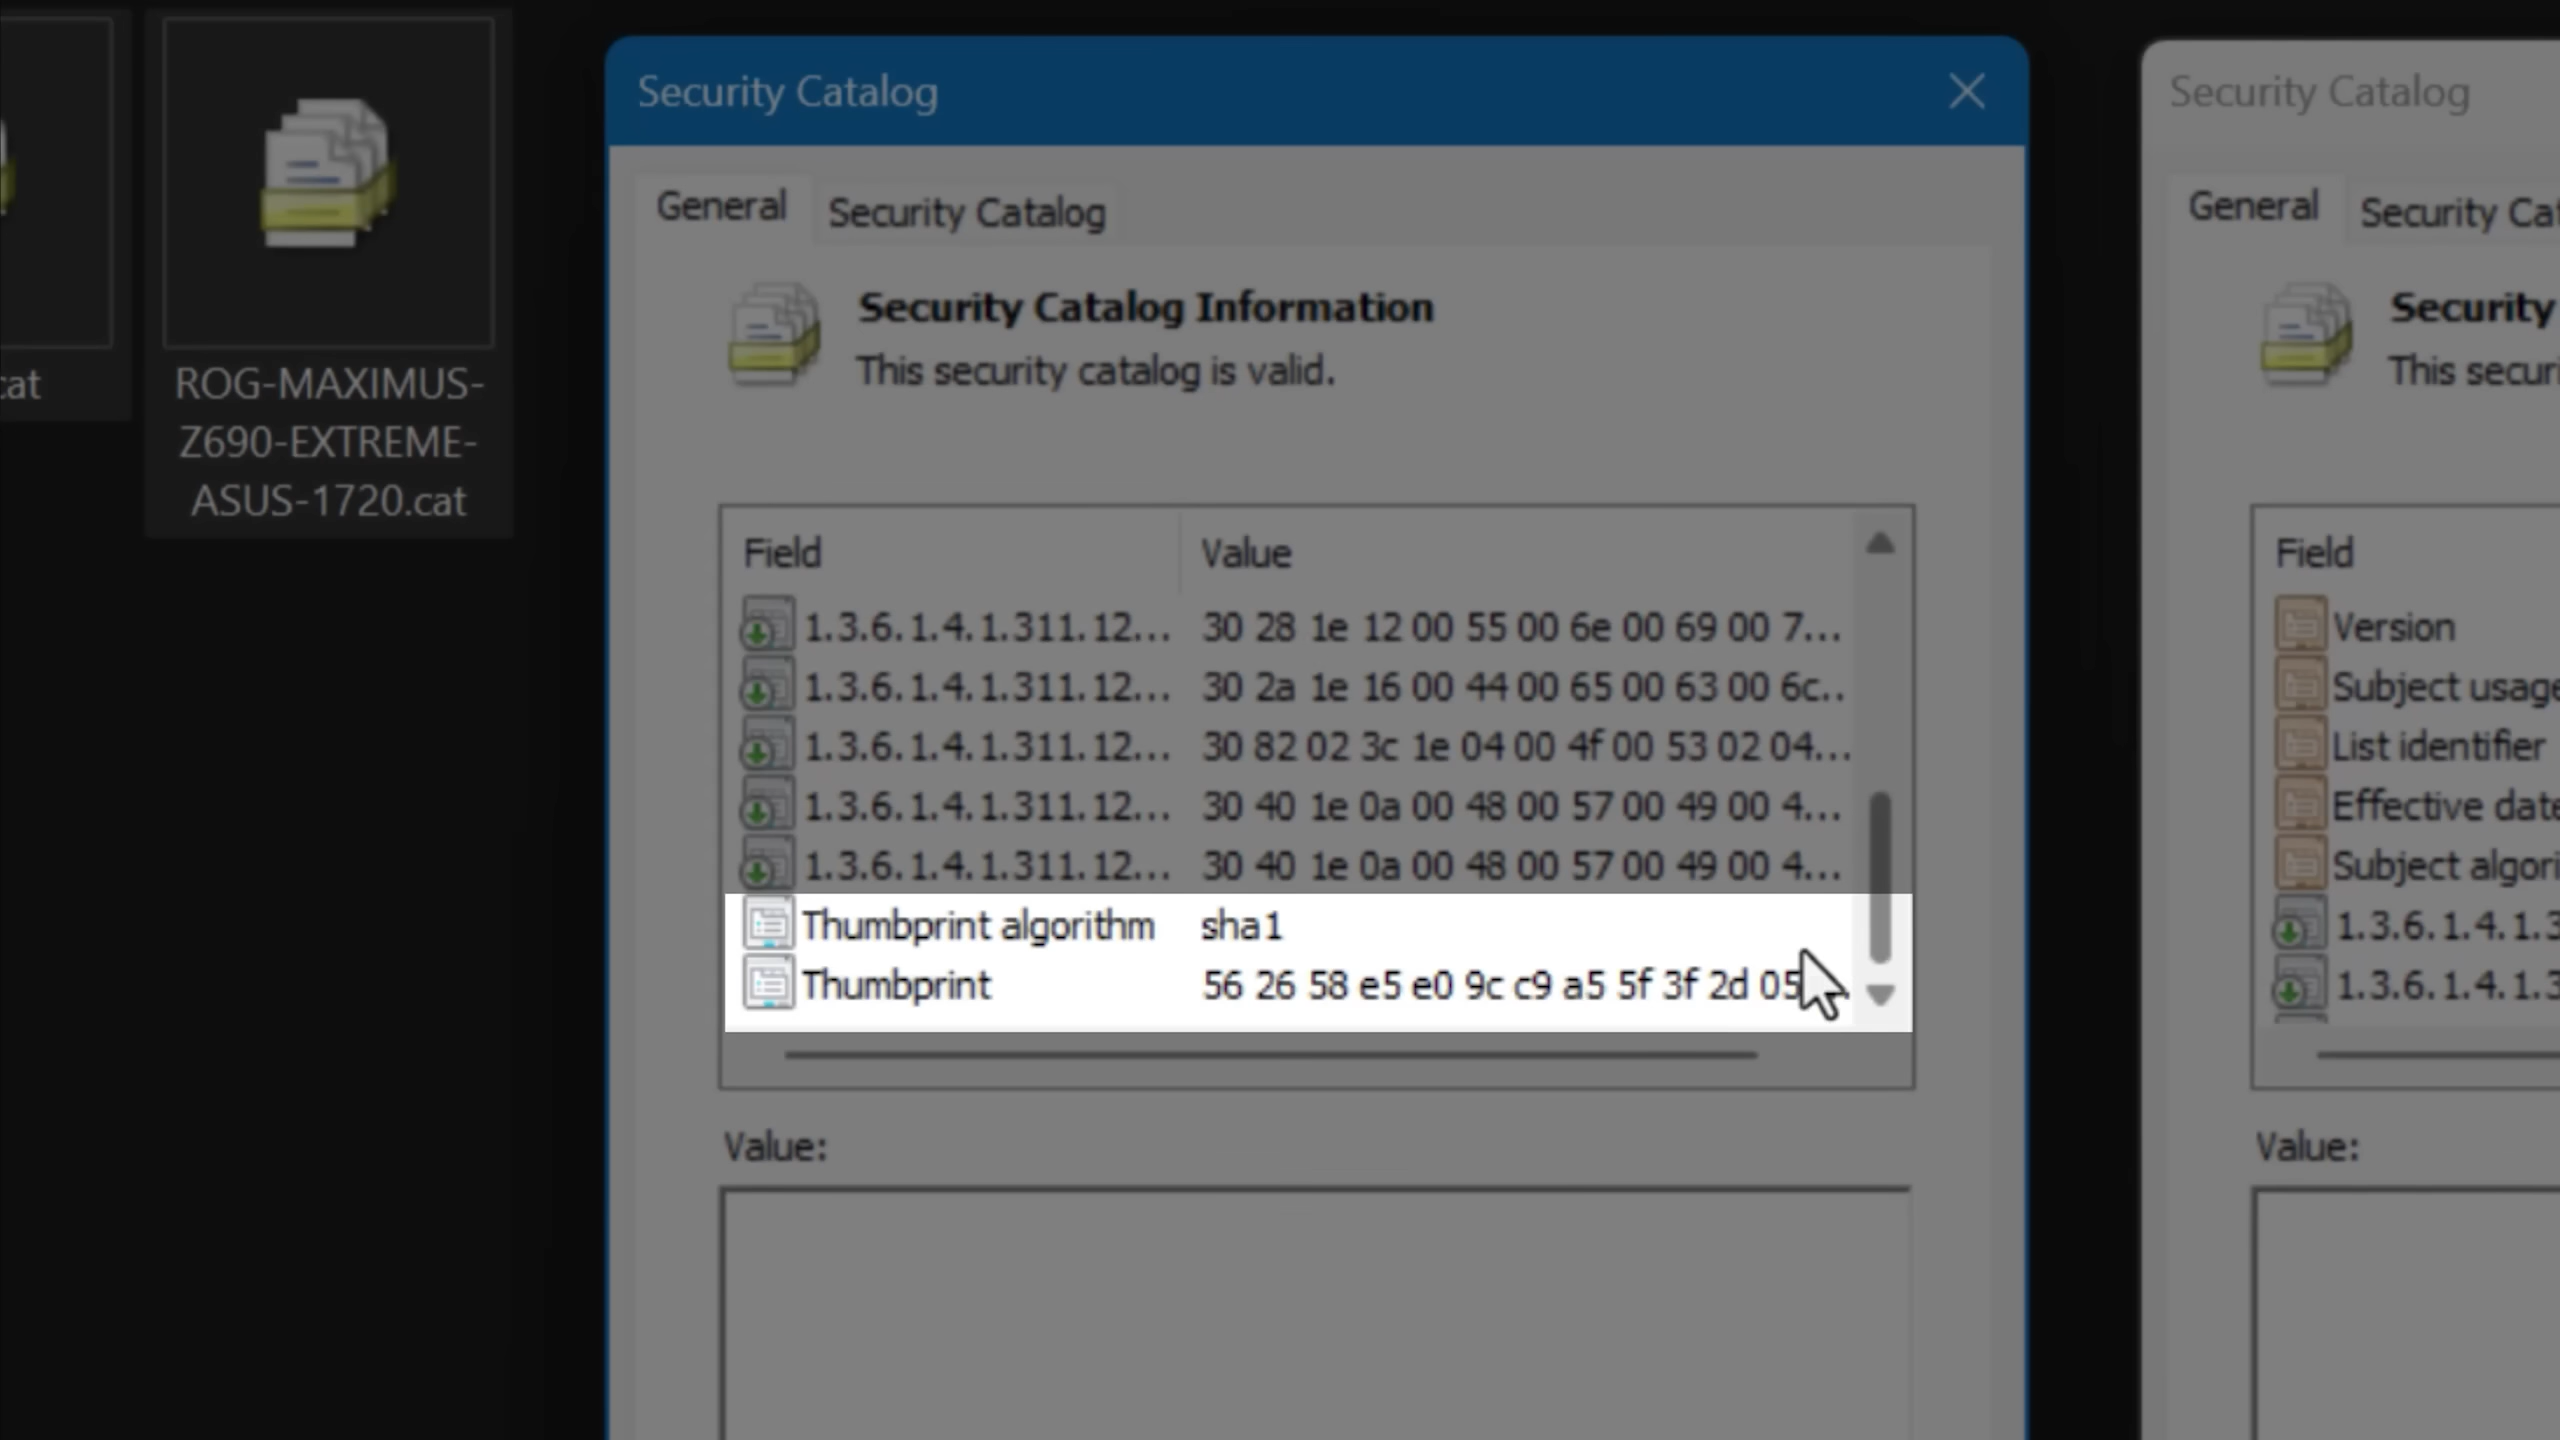 cat
ROG-MAXIMUS-
Z690-EXTREME-
ASUS-1720.cat
Security Catalog
General
Security Catalog
Security Catalog Information
This security catalog is valid.
Field Value
1.3.6.1.4.1.311.12... 30 28 1e 12 00 55 00 6e 00 69 00 7...
1.3.6.1.4.1.311.12... 30 2a 1e 16 00 44 00 65 00 63 00 6c..
1.3.6.1.4.1.311.12... 30 82 02 3c 1e 04 00 4f 00 53 02 04...
1.3.6.1.4.1.311.12... 30 40 1e 0a 00 48 00 57 00 49 00 4...
1.3.6.1.4.1.311.12... 30 40 1e 0a 00 48 00 57 00 49 00 4...
Thumbprint algorithm sha1
Thumbprint 56 26 58 e5 e0 9c c9 a5 5f 3f 2d 05
Value:
Security Catalog
General
Security Cat
Security
This securi
Field
Version
Subject usage
List identifier
Effective date
Subject algori
1.3.6.1.4.1.3
1.3.6.1.4.1.3
Value: